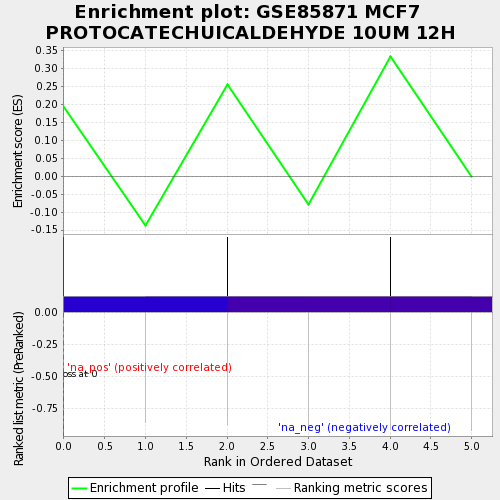 Enrichment plot: GSE85871 MCF7
PROTOCATECHUICALDEHYDE 10UM 12H
Enrichment score (ES)
0.35
0.30
0.25
0.20
0.15
0.10
0.05
0.00
-0.05
-0.10
-0.15
Ranked list metric (PreRanked)
0.00
-0.25
-0.50
-0.75
'na_pos' (positively correlated)
oss at 0
'na_neg' (negatively correlated)
0.0 0.5 1.0 1.5 2.0 2.5 3.0 3.5 4.0 4.5 5.0
Rank in Ordered Dataset
Enrichment profile Hits Ranking metric scores